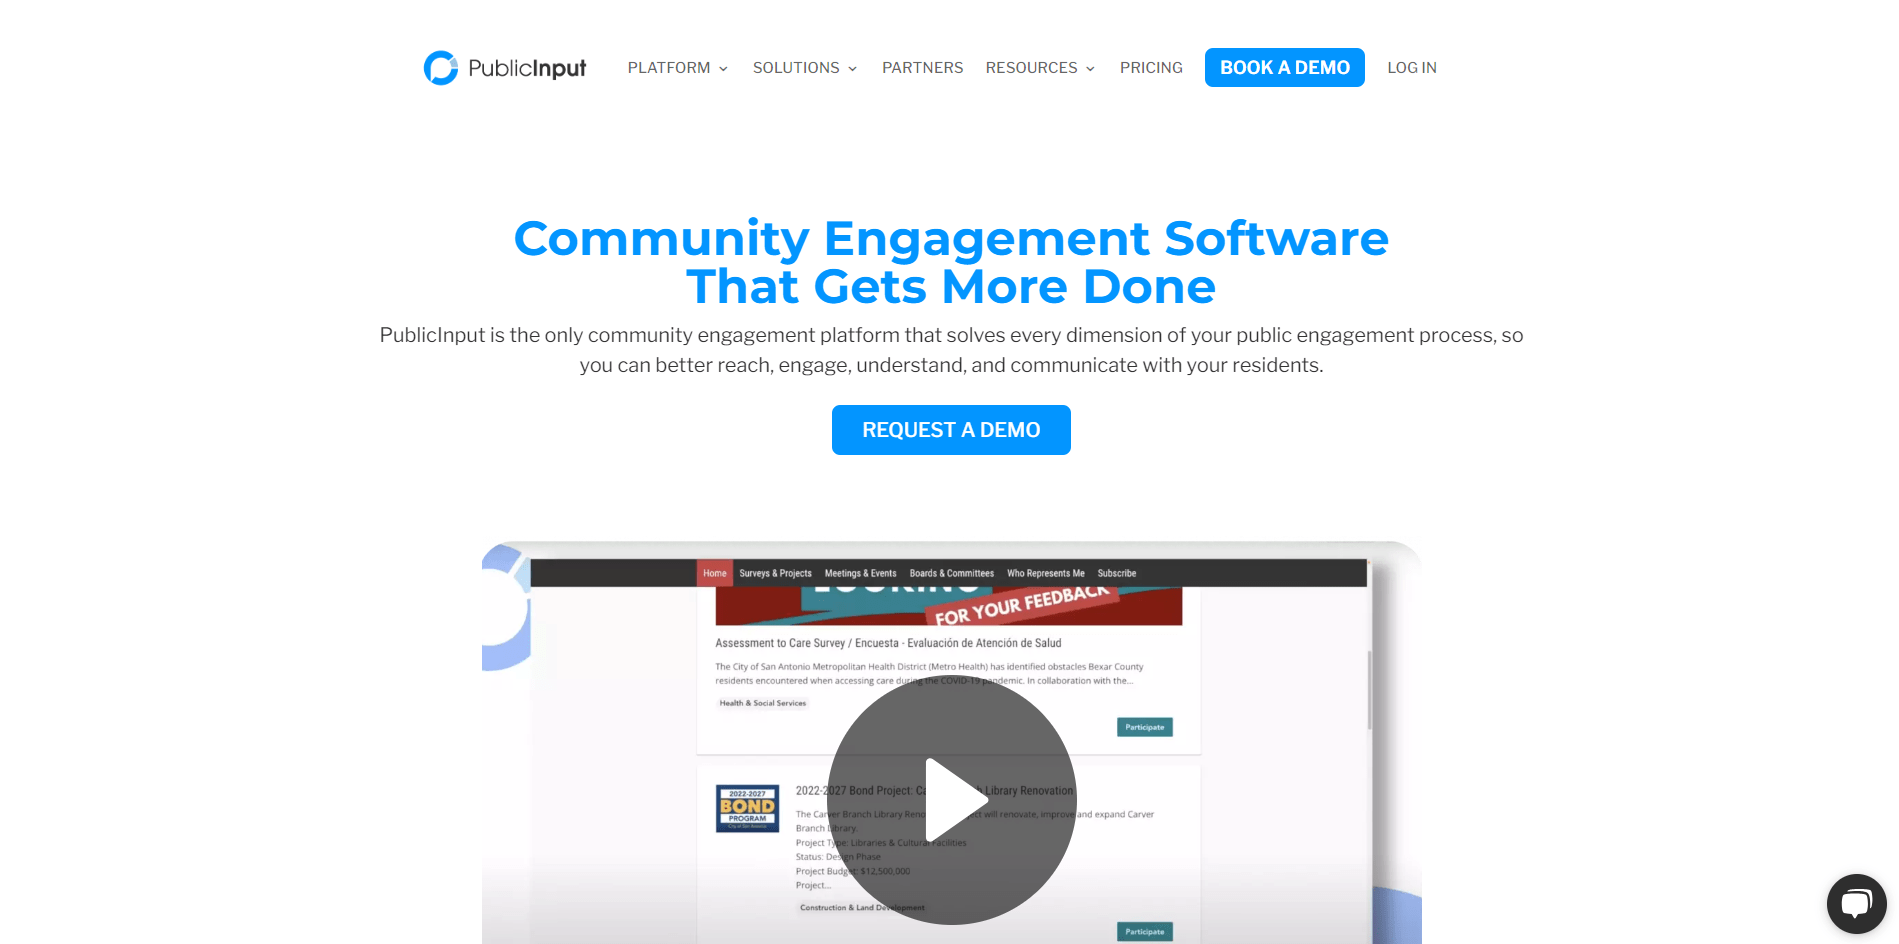 PublicInput
PLATFORM
SOLUTIONS
PARTNERS
RESOURCES
PRICING
BOOK A DEMO
LOG IN
Community Engagement Software
That Gets More Done
PublicInput is the only community engagement platform that solves every dimension of your public engagement process, so
you can better reach, engage, understand, and communicate with your residents.
REQUEST A DEMO
Home
Surveys & Projects
Meetings & Events
Boards & Committees
Who Represents Me
Subscribe
LOOKING
FOR YOUR FEEDBACK
Assessment to Care Survey / Encuesta - Evaluación de Atención de Salud
The City of San Antonio Metropolitan Health District (Metro Health) has identified obstacles Bexar County
residents encountered when accessing care during the COVID-19 pandemic. In collaboration with the...
Health & Social Services
Participate
2022-2027
BOND
PROGRAM
City of San Antonio
2022-2027 Bond Project: Branch Library Renovation
The Carver Branch Library project will renovate, improve and expand Carver
Branch Library.
Project Type: Libraries & Cultural Facilities
Status: Design Phase
Project Budget: $12,500,000
Project...
Construction & Land Development
Participate